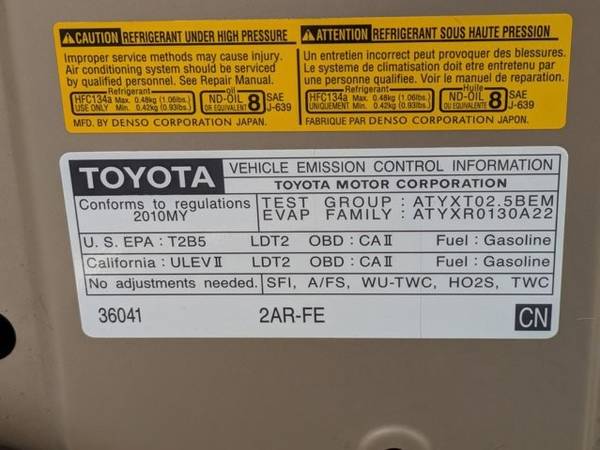 CAUTION REFRIGERANT UNDER HIGH PRESSURE
Improper service methods may cause injury.
Air conditioning system should be serviced
by qualified personnel. See Repair Manual.
Refrigerant oil
HFC134a Max. 0.48kg (1.06lbs.) ND-OIL 8 SAE
USE ONLY Min. 0.42kg (0.93lbs.) OR EQUIVALENT J-639
MFD. BY DENSO CORPORATION JAPAN.
ATTENTION REFRIGERANT SOUS HAUTE PRESSION
Un entretien incorrect peut provoquer des blessures.
Le systeme de climatisation doit etre entretenu par
une personne qualifiée. Voir le manuel de reparation.
Refrigerant Huile
HFC134a Max. 0.48kg (1.06lbs.) ND-OIL 8 SAE
UNIQUEMENT Min. 0.42kg (0.93lbs.) OU EQUIVALENTE J-639
FABRIQUE PAR DENSO CORPORATION JAPAN.
TOYOTA VEHICLE EMISSION CONTROL INFORMATION
TOYOTA MOTOR CORPORATION
Conforms to regulations TEST GROUP : ATYXT02.5BEM
2010MY EVAP FAMILY : ATYXR0130A22
U. S. EPA : T2B5 LDT2 OBD : CAⅡ Fuel : Gasoline
California : ULEVⅡ LDT2 OBD : CAⅡ Fuel : Gasoline
No adjustments needed. SFI, A/FS, WU-TWC, HO2S, TWC
36041 2AR-FE CN